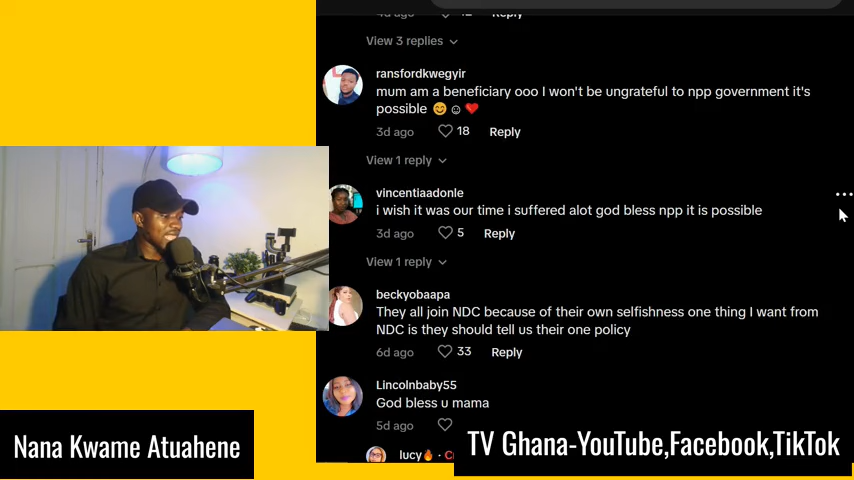 Reply
View 3 replies
ransfordkwegyir
mum am a beneficiary ooo I won't be ungrateful to npp government it's
possible 😊☺❤️
3d ago 18 Reply
View 1 reply
vincentiaadonle
i wish it was our time i suffered alot god bless npp it is possible
3d ago 5 Reply
View 1 reply
beckyobaapa
They all join NDC because of their own selfishness one thing I want from
NDC is they should tell us their one policy
6d ago 33 Reply
Lincolnbaby55
God bless u mama
5d ago
lucy🔥 ·
Nana Kwame Atuahene
TV Ghana-YouTube,Facebook,TikTok